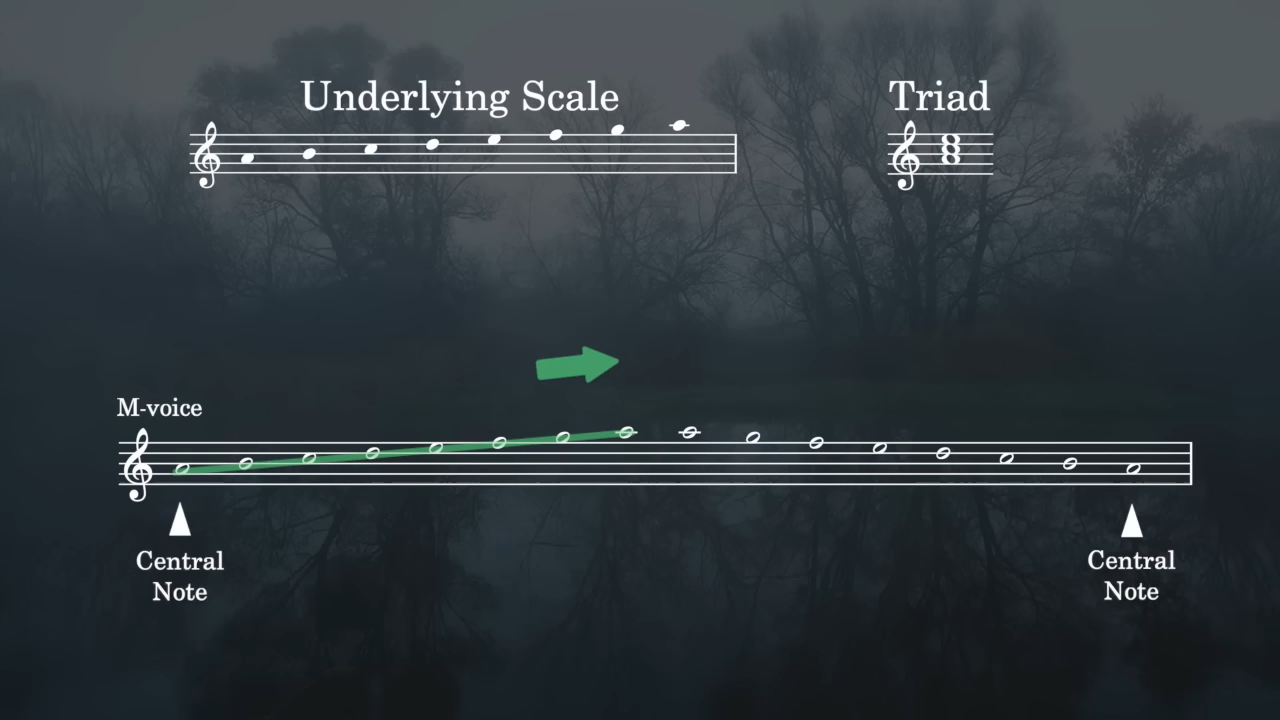 Underlying Scale
Triad
M-voice
Central
Note
Central
Note